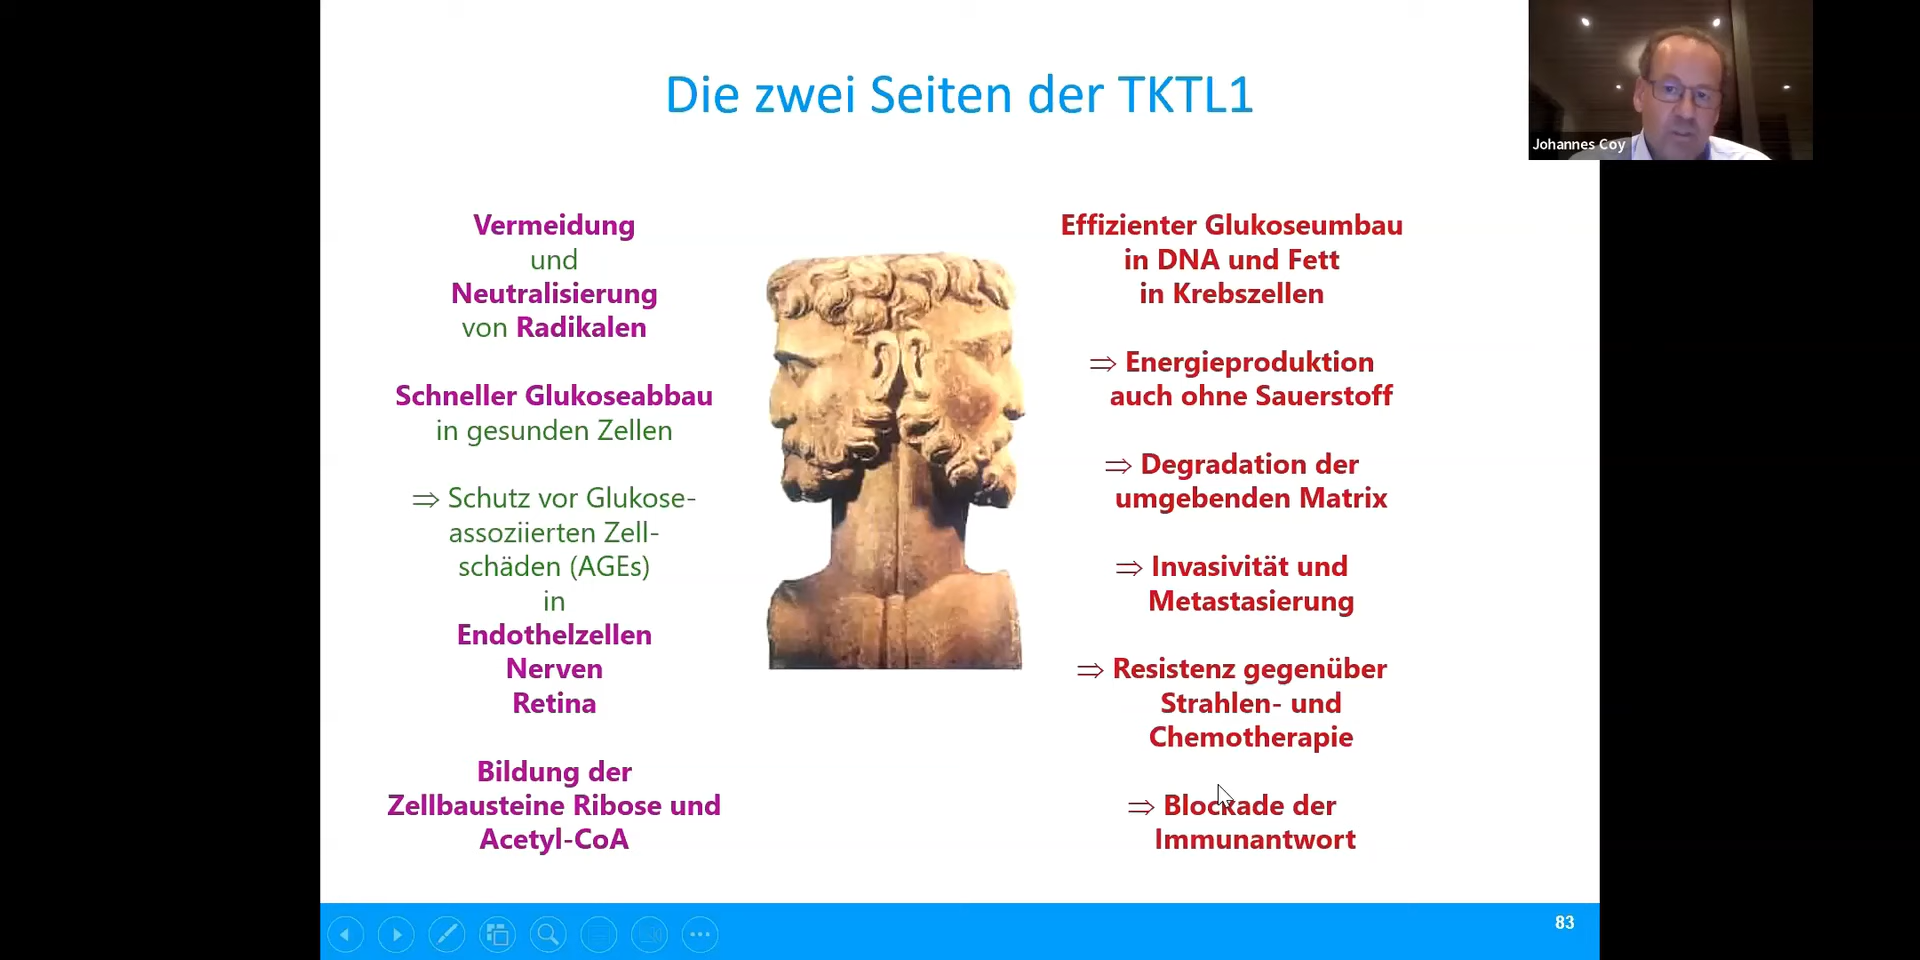 Die zwei Seiten der TKTL1
Johannes Coy
Vermeidung
und
Neutralisierung
von Radikalen
Schneller Glukoseabbau
in gesunden Zellen
⇒ Schutz vor Glukose-
assoziierten Zell-
schäden (AGEs)
in
Endothelzellen
Nerven
Retina
Bildung der
Zellbausteine Ribose und
Acetyl-CoA
Effizienter Glukoseumbau
in DNA und Fett
in Krebszellen
⇒ Energieproduktion
auch ohne Sauerstoff
⇒ Degradation der
umgebenden Matrix
⇒ Invasivität und
Metastasierung
⇒ Resistenz gegenüber
Strahlen- und
Chemotherapie
⇒ Blockade der
Immunantwort
83